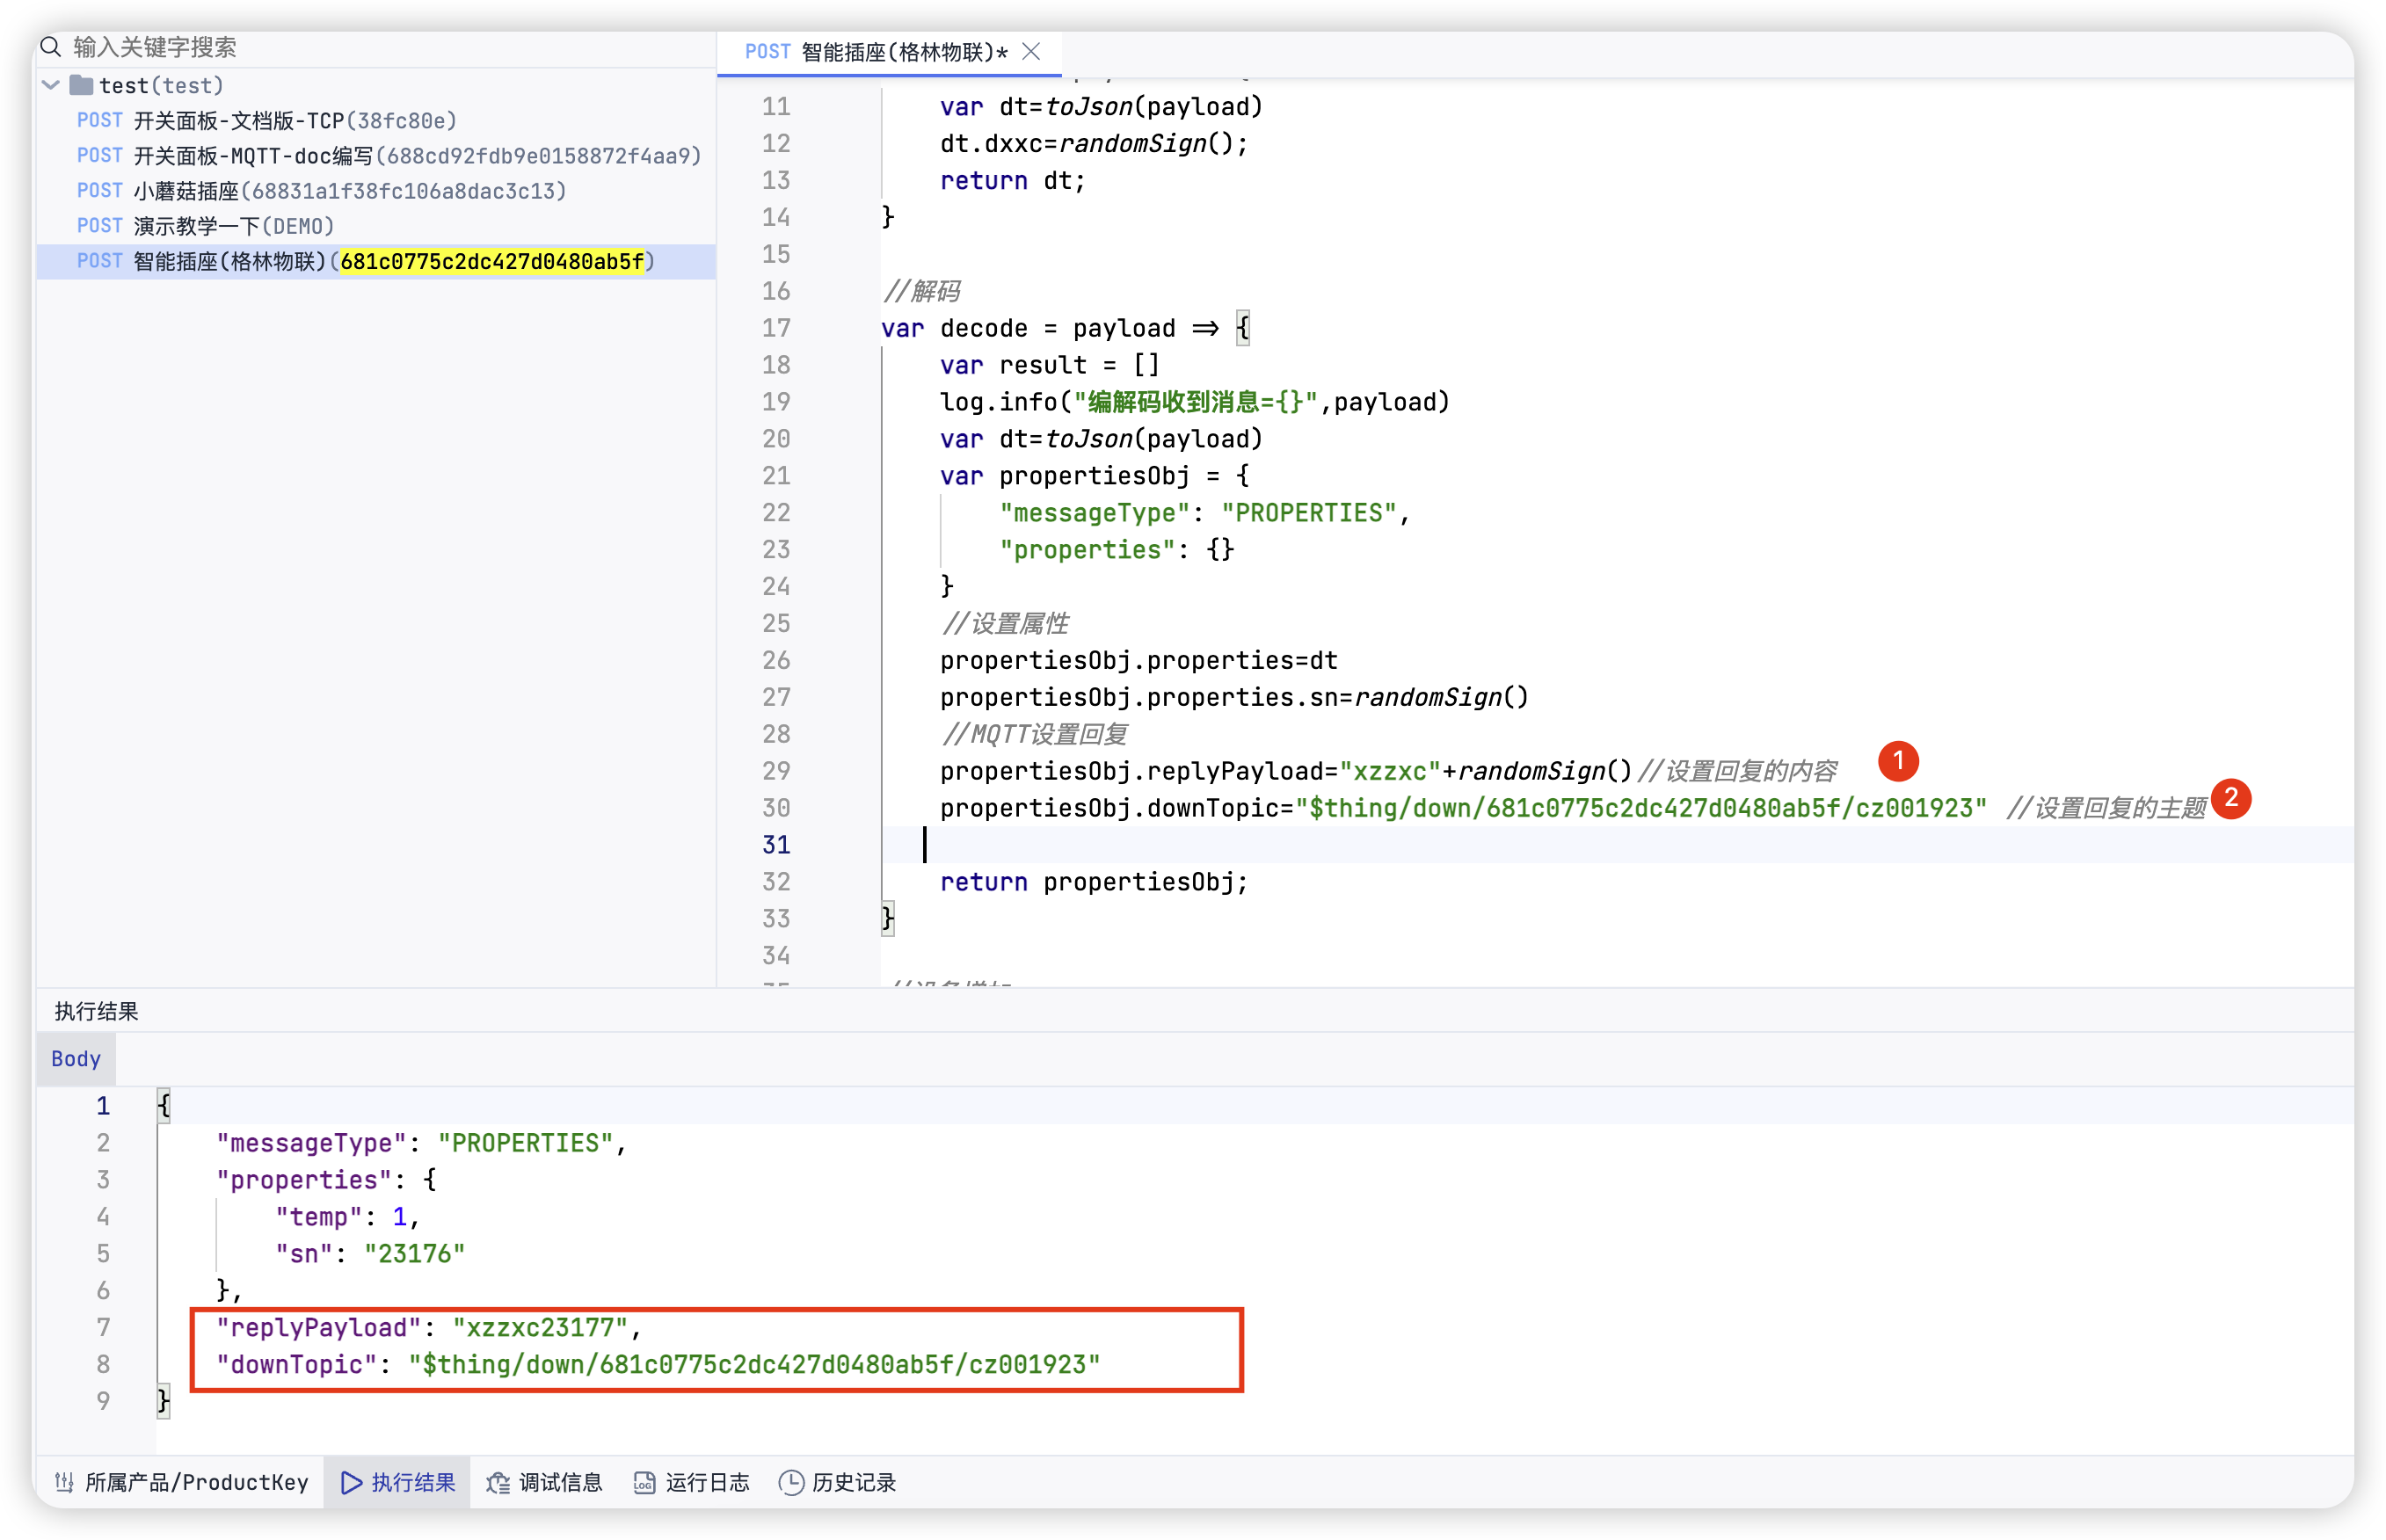 输入关键字搜索
test(test)
POST 开关面板-文档版-TCP(38fc80e)
POST 开关面板-MQTT-doc编写(688cd92fdb9e0158872f4aa9)
POST 小蘑菇插座(68831a1f38fc106a8dac3c13)
POST 演示教学一下(DEMO)
POST 智能插座(格林物联)(681c0775c2dc427d0480ab5f)
POST 智能插座(格林物联)*
11 var dt=toJson(payload)
12 dt.dxxc=randomSign();
13 return dt;
14 }
15
16 //解码
17 var decode = payload => {
18 var result = []
19 log.info("编解码收到消息={}",payload)
20 var dt=toJson(payload)
21 var propertiesObj = {
22 "messageType": "PROPERTIES",
23 "properties": {}
24 }
25 //设置属性
26 propertiesObj.properties=dt
27 propertiesObj.properties.sn=randomSign()
28 //MQTT设置回复
29 propertiesObj.replyPayload="xzzxc"+randomSign()//设置回复的内容 1
30 propertiesObj.downTopic="$thing/down/681c0775c2dc427d0480ab5f/cz001923" //设置回复的主题 2
31
32 return propertiesObj;
33 }
34
执行结果
Body
1 {
2 "messageType": "PROPERTIES",
3 "properties": {
4 "temp": 1,
5 "sn": "23176"
6 },
7 "replyPayload": "xzzxc23177",
8 "downTopic": "$thing/down/681c0775c2dc427d0480ab5f/cz001923"
9 }
所属产品/ProductKey 执行结果 调试信息 LOG 运行日志 历史记录